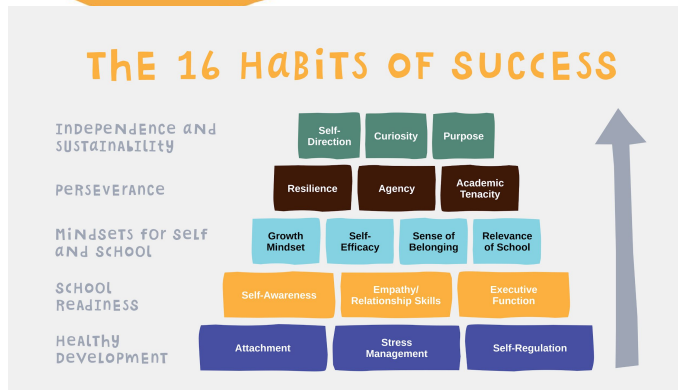 The 16 Habits of Success
Independence and
Sustainability
Self-
Direction
Curiosity
Purpose
Perseverance
Resilience
Agency
Academic
Tenacity
Mindsets for Self
and School
Growth
Mindset
Self-
Efficacy
Sense of
Belonging
Relevance
of School
School
Readiness
Self-Awareness
Empathy/
Relationship Skills
Executive
Function
Healthy
Development
Attachment
Stress
Management
Self-Regulation